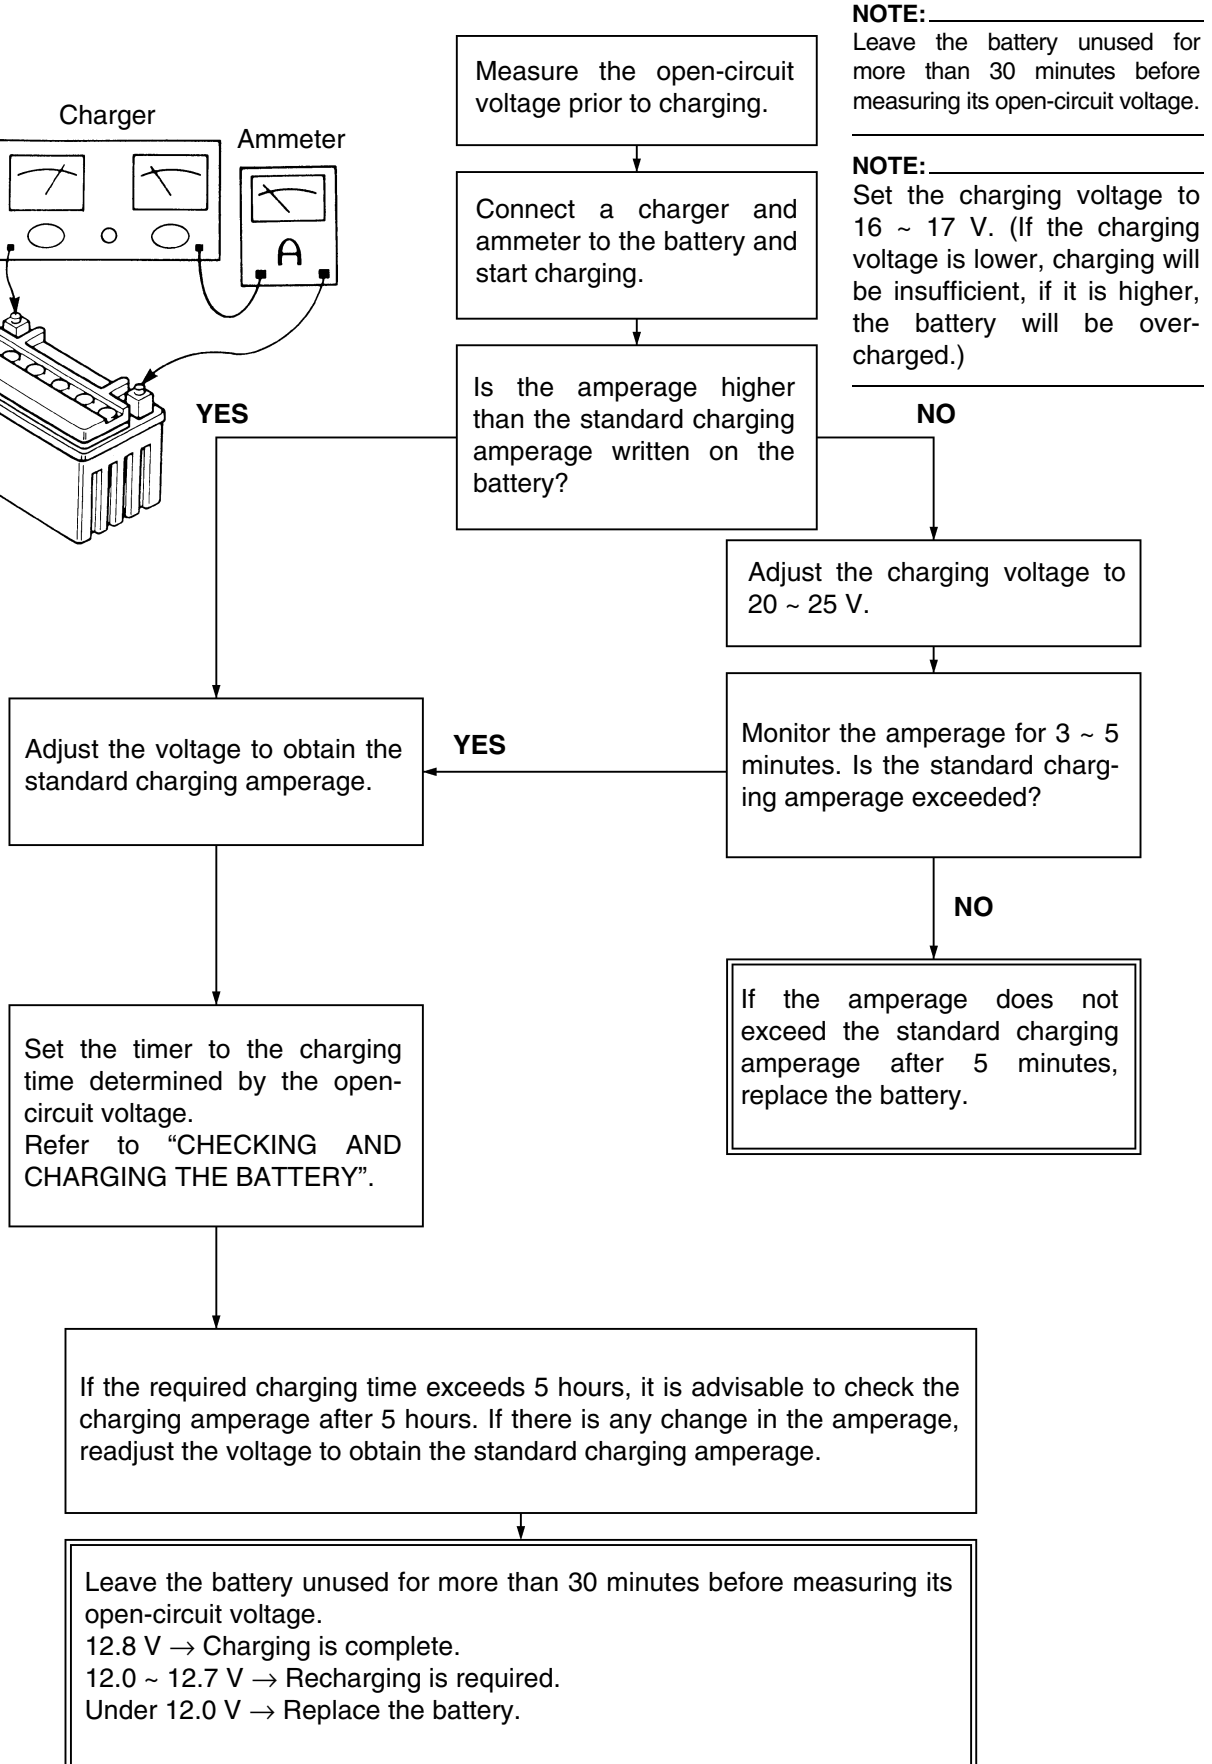 NOTE:
Leave the battery unused for
more than 30 minutes before
measuring its open-circuit voltage.
Measure the open-circuit
voltage prior to charging.
Charger
Ammeter
A
NOTE:
Set the charging voltage to
16 ~ 17 V. (If the charging
voltage is lower, charging will
be insufficient, if it is higher,
the battery will be over-
charged.)
Connect a charger and
ammeter to the battery and
start charging.
Is the amperage higher
than the standard charging
amperage written on the
battery?
YES
NO
Adjust the charging voltage to
20 ~ 25 V.
Monitor the amperage for 3 ~ 5
minutes. Is the standard charg-
ing amperage exceeded?
YES
Adjust the voltage to obtain the
standard charging amperage.
NO
If the amperage does not
exceed the standard charging
amperage after 5 minutes,
replace the battery.
Set the timer to the charging
time determined by the open-
circuit voltage.
Refer to “CHECKING AND
CHARGING THE BATTERY”.
If the required charging time exceeds 5 hours, it is advisable to check the
charging amperage after 5 hours. If there is any change in the amperage,
readjust the voltage to obtain the standard charging amperage.
Leave the battery unused for more than 30 minutes before measuring its
open-circuit voltage.
12.8 V → Charging is complete.
12.0 ~ 12.7 V → Recharging is required.
Under 12.0 V → Replace the battery.